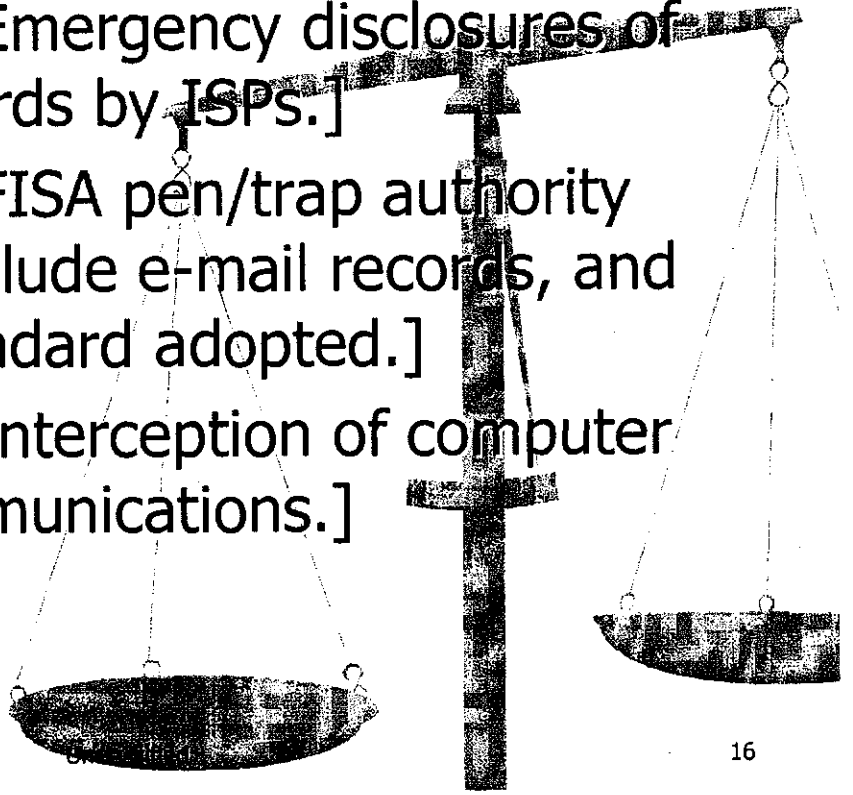 Emergency disclosures of
rds by ISPs.]
FISA pen/trap authority
lude e-mail records, and
ndard adopted.]
nterception of computer
munications.]
16